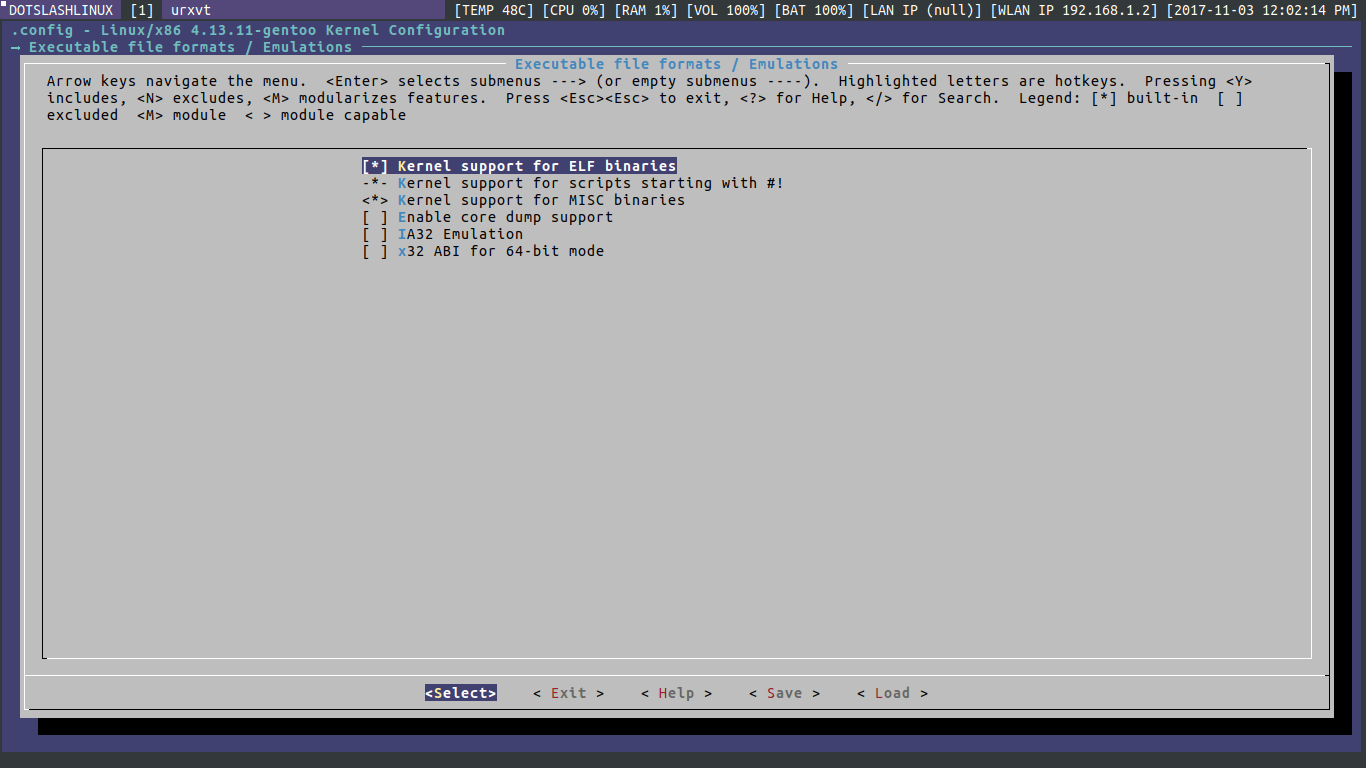 DOTSLASHLINUX [1] urxvt [TEMP 48C] [CPU 0%] [RAM 1%] [VOL 100%] [BAT 100%] [LAN IP (null)] [WLAN IP 192.168.1.2] [2017-11-03 12:02:14 PM]
.config - Linux/x86 4.13.11-gentoo Kernel Configuration
→ Executable file formats / Emulations
Executable file formats / Emulations
Arrow keys navigate the menu.  <Enter> selects submenus ---> (or empty submenus ----).  Highlighted letters are hotkeys.  Pressing <Y>
includes, <N> excludes, <M> modularizes features.  Press <Esc><Esc> to exit, <?> for Help, </> for Search.  Legend: [*] built-in  [ ]
excluded  <M> module  < > module capable
[*] Kernel support for ELF binaries
-*- Kernel support for scripts starting with #!
<*> Kernel support for MISC binaries
[ ] Enable core dump support
[ ] IA32 Emulation
[ ] x32 ABI for 64-bit mode
<Select>    < Exit >    < Help >    < Save >    < Load >